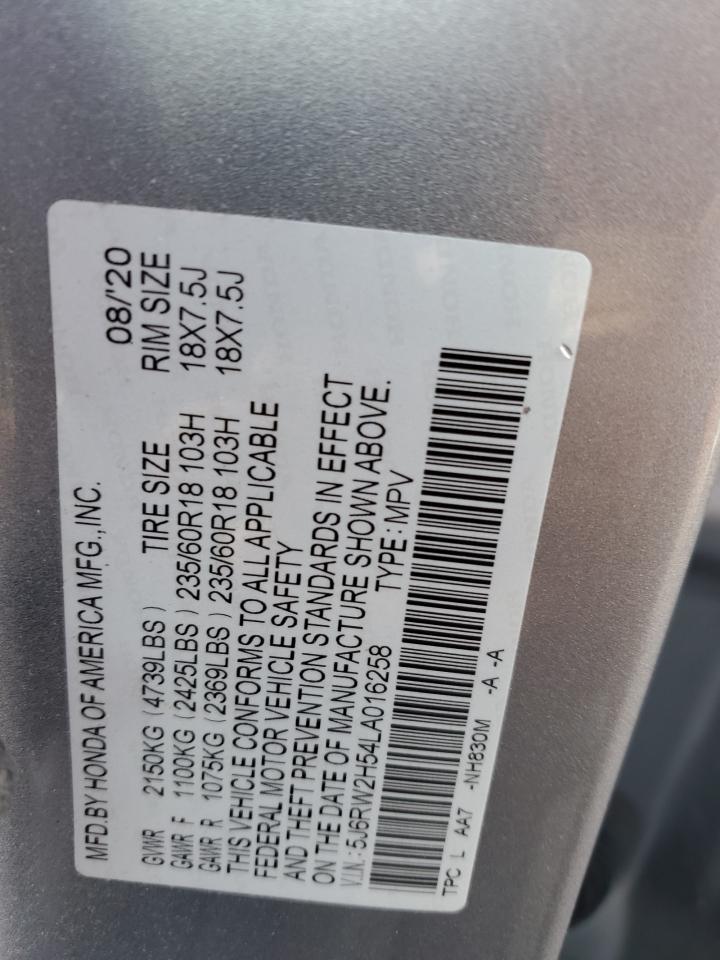 MFD.BY HONDA OF AMERICA MFG.,INC. 08/'20
GVWR 2150KG (4739LBS) TIRE SIZE RIM SIZE
GAWR F 1100KG (2425LBS) 235/60R18 103H 18X7.5J
GAWR R 1075KG (2369LBS) 235/60R18 103H 18X7.5J
THIS VEHICLE CONFORMS TO ALL APPLICABLE
FEDERAL MOTOR VEHICLE SAFETY
AND THEFT PREVENTION STANDARDS IN EFFECT
ON THE DATE OF MANUFACTURE SHOWN ABOVE.
V.I.N.: 5J6RW2H54LA016258 TYPE : MPV
TPC L AA7 -NH830M -A -A